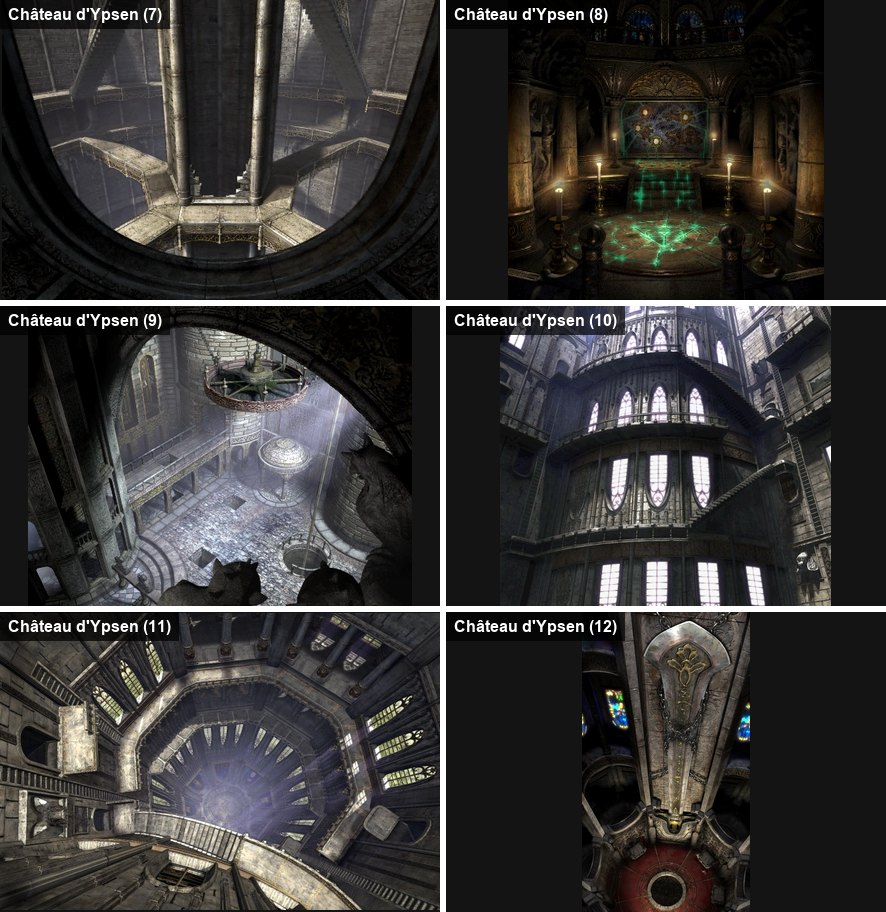 Château d'Ypsen (7)
Château d'Ypsen (8)
Château d'Ypsen (9)
Château d'Ypsen (10)
Château d'Ypsen (11)
Château d'Ypsen (12)